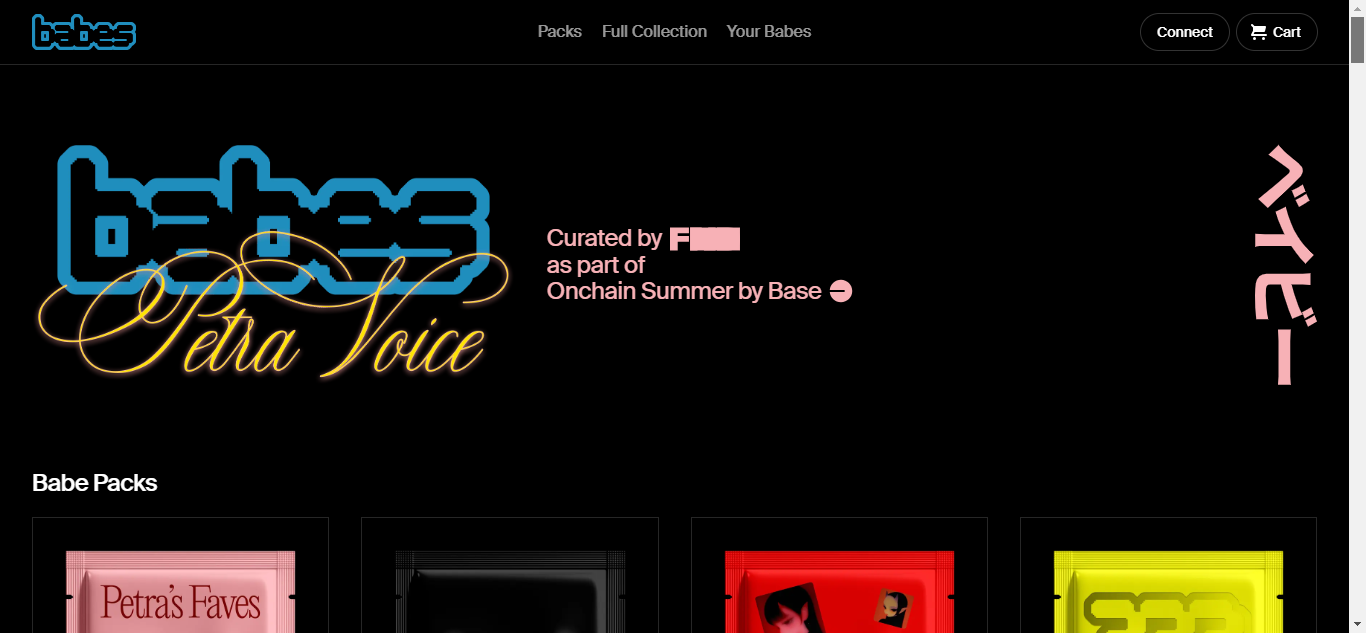 babes
Packs Full Collection Your Babes
Connect Cart
babes
Petra Voice
Curated by F
as part of
Onchain Summer by Base
ベイビー
Babe Packs
Petra's Faves